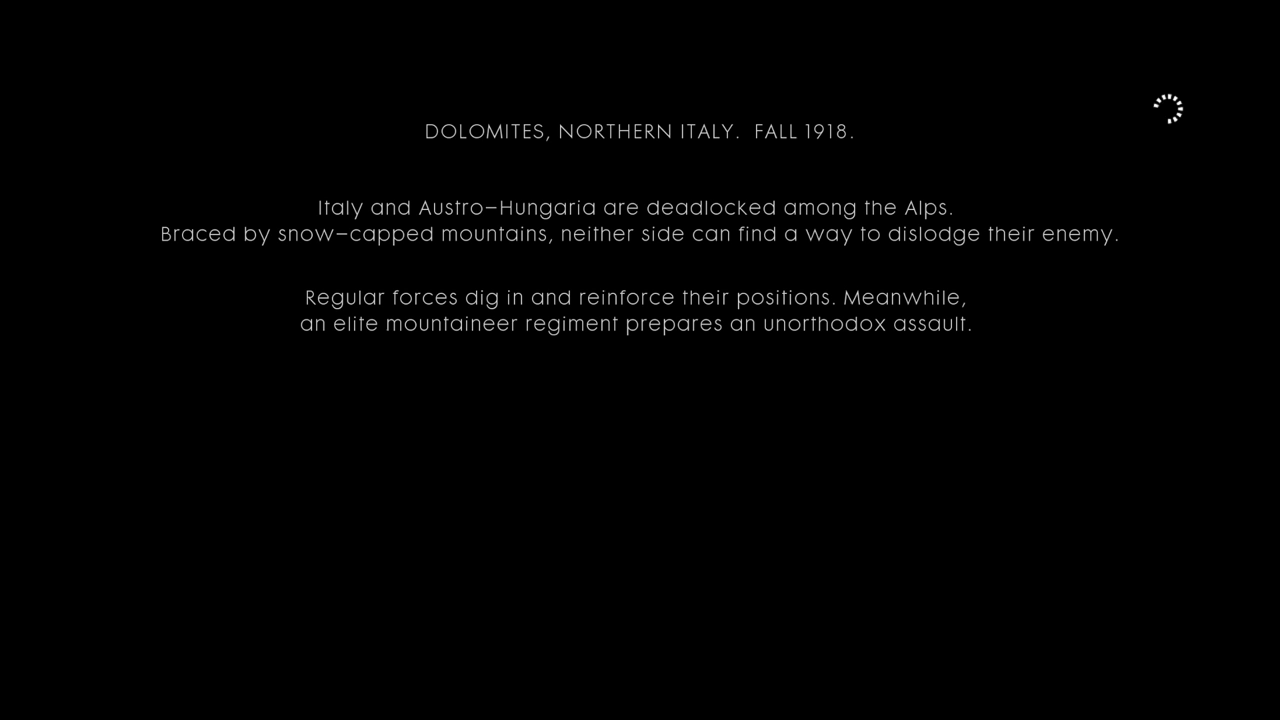 DOLOMITES, NORTHERN ITALY. FALL 1918.
Italy and Austro-Hungaria are deadlocked among the Alps.
Braced by snow-capped mountains, neither side can find a way to dislodge their enemy.
Regular forces dig in and reinforce their positions. Meanwhile,
an elite mountaineer regiment prepares an unorthodox assault.